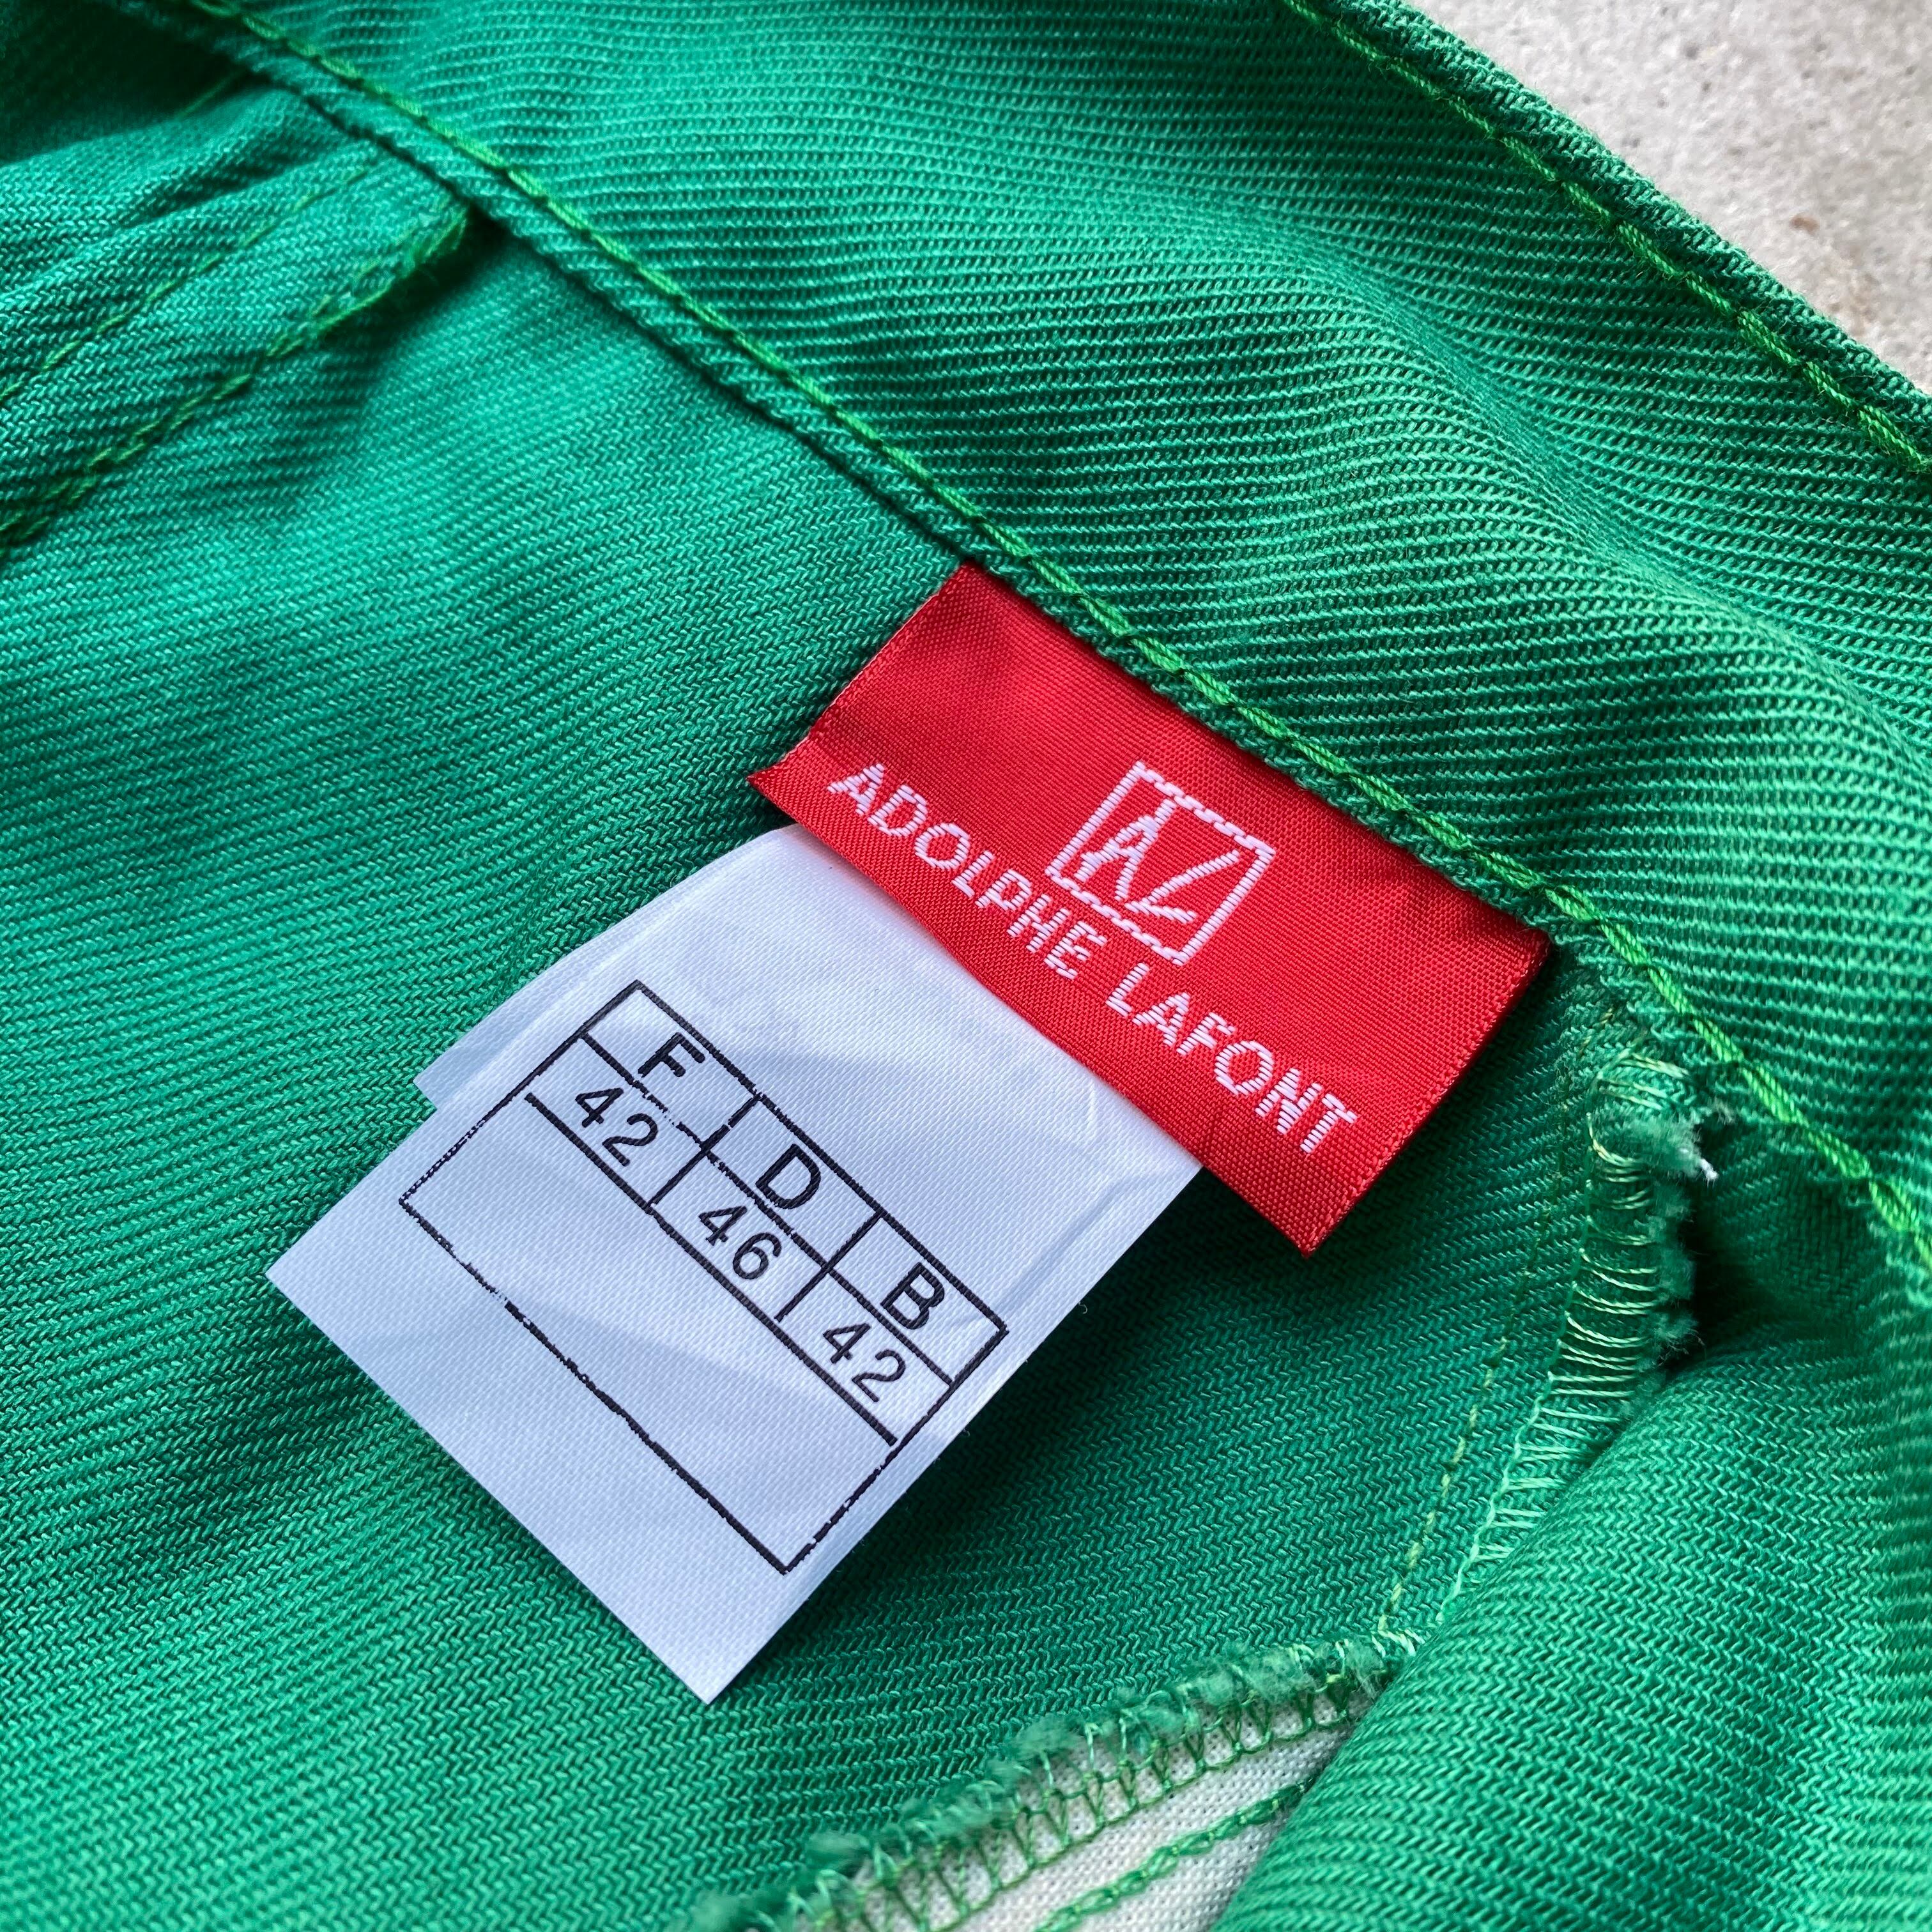 AL
ADOLPHE LAFONT
F D B
42 46 42